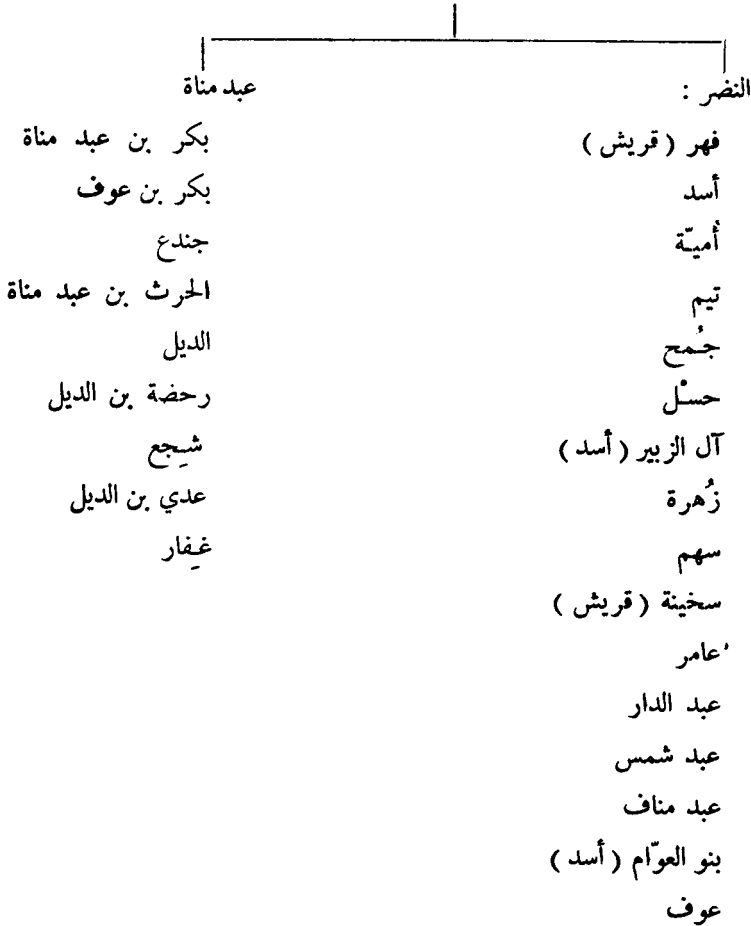 النضر :
فهر ( قريش )
أسد
أُميّة
تيم
جُمح
حسْل
آل الزبير ( أسد )
زُهرة
سهم
سخينة ( قريش )
عامر
عبد الدار
عبد شمس
عبد مناف
بنو العوّام ( أسد )
عوف
عبد مناة
بكر بن عبد مناة
بكر بن عوف
جندع
الحرث بن عبد مناة
الديل
رحضة بن الديل
شِجع
عدي بن الديل
غِفار